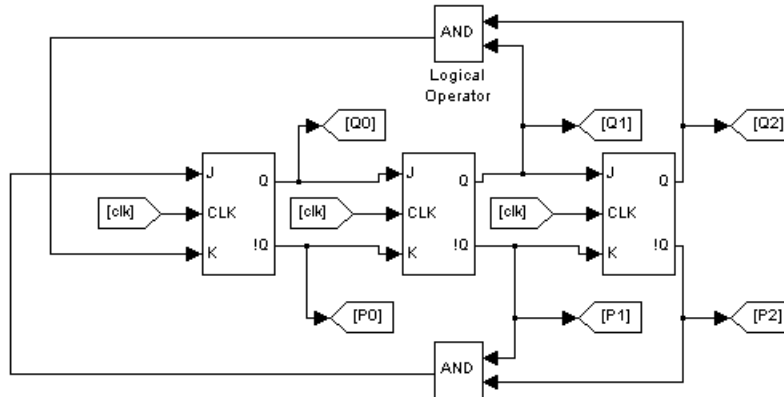 AND
Logical
Operator
[Q0]
[Q1]
[Q2]
J
Q
J
Q
J
Q
[clk]
CLK
[clk]
CLK
[clk]
CLK
K
!Q
K
!Q
K
!Q
[P0]
[P1]
[P2]
AND